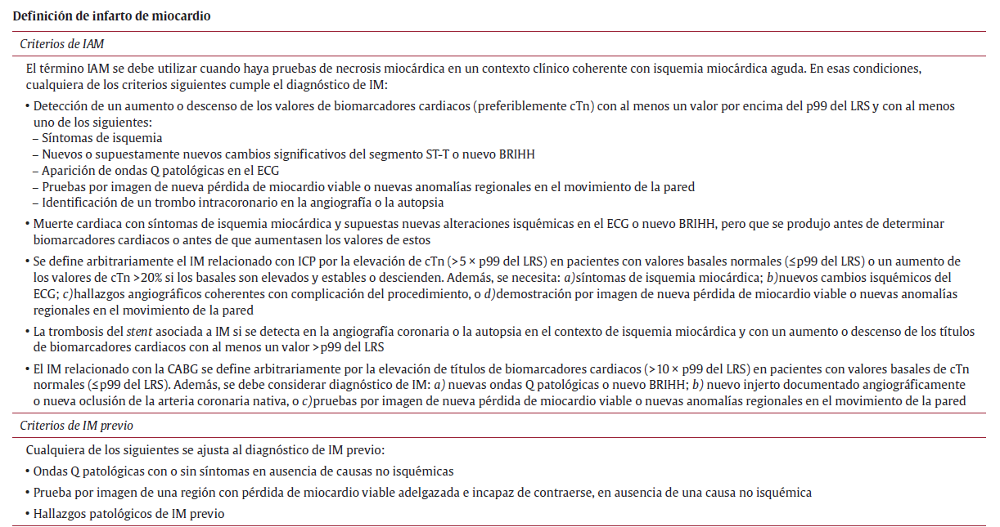 Definición de infarto de miocardio
Criterios de IAM
El término IAM se debe utilizar cuando haya pruebas de necrosis miocárdica en un contexto clínico coherente con isquemia miocárdica aguda. En esas condiciones,
cualquiera de los criterios siguientes cumple el diagnóstico de IM:
• Detección de un aumento o descenso de los valores de biomarcadores cardiacos (preferiblemente cTn) con al menos un valor por encima del p99 del LRS y con al menos
uno de los siguientes:
– Síntomas de isquemia
– Nuevos o supuestamente nuevos cambios significativos del segmento ST-T o nuevo BRIHH
– Aparición de ondas Q patológicas en el ECG
– Pruebas por imagen de nueva pérdida de miocardio viable o nuevas anomalías regionales en el movimiento de la pared
– Identificación de un trombo intracoronario en la angiografía o la autopsia
• Muerte cardiaca con síntomas de isquemia miocárdica y supuestas nuevas alteraciones isquémicas en el ECG o nuevo BRIHH, pero que se produjo antes de determinar
biomarcadores cardiacos o antes de que aumentasen los valores de estos
• Se define arbitrariamente el IM relacionado con ICP por la elevación de cTn (>5 × p99 del LRS) en pacientes con valores basales normales (≤p99 del LRS) o un aumento de
los valores de cTn >20% si los basales son elevados y estables o descienden. Además, se necesita: a)síntomas de isquemia miocárdica; b)nuevos cambios isquémicos del
ECG; c)hallazgos angiográficos coherentes con complicación del procedimiento, o d)demostración por imagen de nueva pérdida de miocardio viable o nuevas anomalías
regionales en el movimiento de la pared
• La trombosis del stent asociada a IM si se detecta en la angiografía coronaria o la autopsia en el contexto de isquemia miocárdica y con un aumento o descenso de los títulos
de biomarcadores cardiacos con al menos un valor >p99 del LRS
• El IM relacionado con la CABG se define arbitrariamente por la elevación de títulos de biomarcadores cardiacos (>10 × p99 del LRS) en pacientes con valores basales de cTn
normales (≤p99 del LRS). Además, se debe considerar diagnóstico de IM: a) nuevas ondas Q patológicas o nuevo BRIHH; b) nuevo injerto documentado angiográficamente
o nueva oclusión de la arteria coronaria nativa, o c)pruebas por imagen de nueva pérdida de miocardio viable o nuevas anomalías regionales en el movimiento de la pared
Criterios de IM previo
Cualquiera de los siguientes se ajusta al diagnóstico de IM previo:
• Ondas Q patológicas con o sin síntomas en ausencia de causas no isquémicas
• Prueba por imagen de una región con pérdida de miocardio viable adelgazada e incapaz de contraerse, en ausencia de una causa no isquémica
• Hallazgos patológicos de IM previo